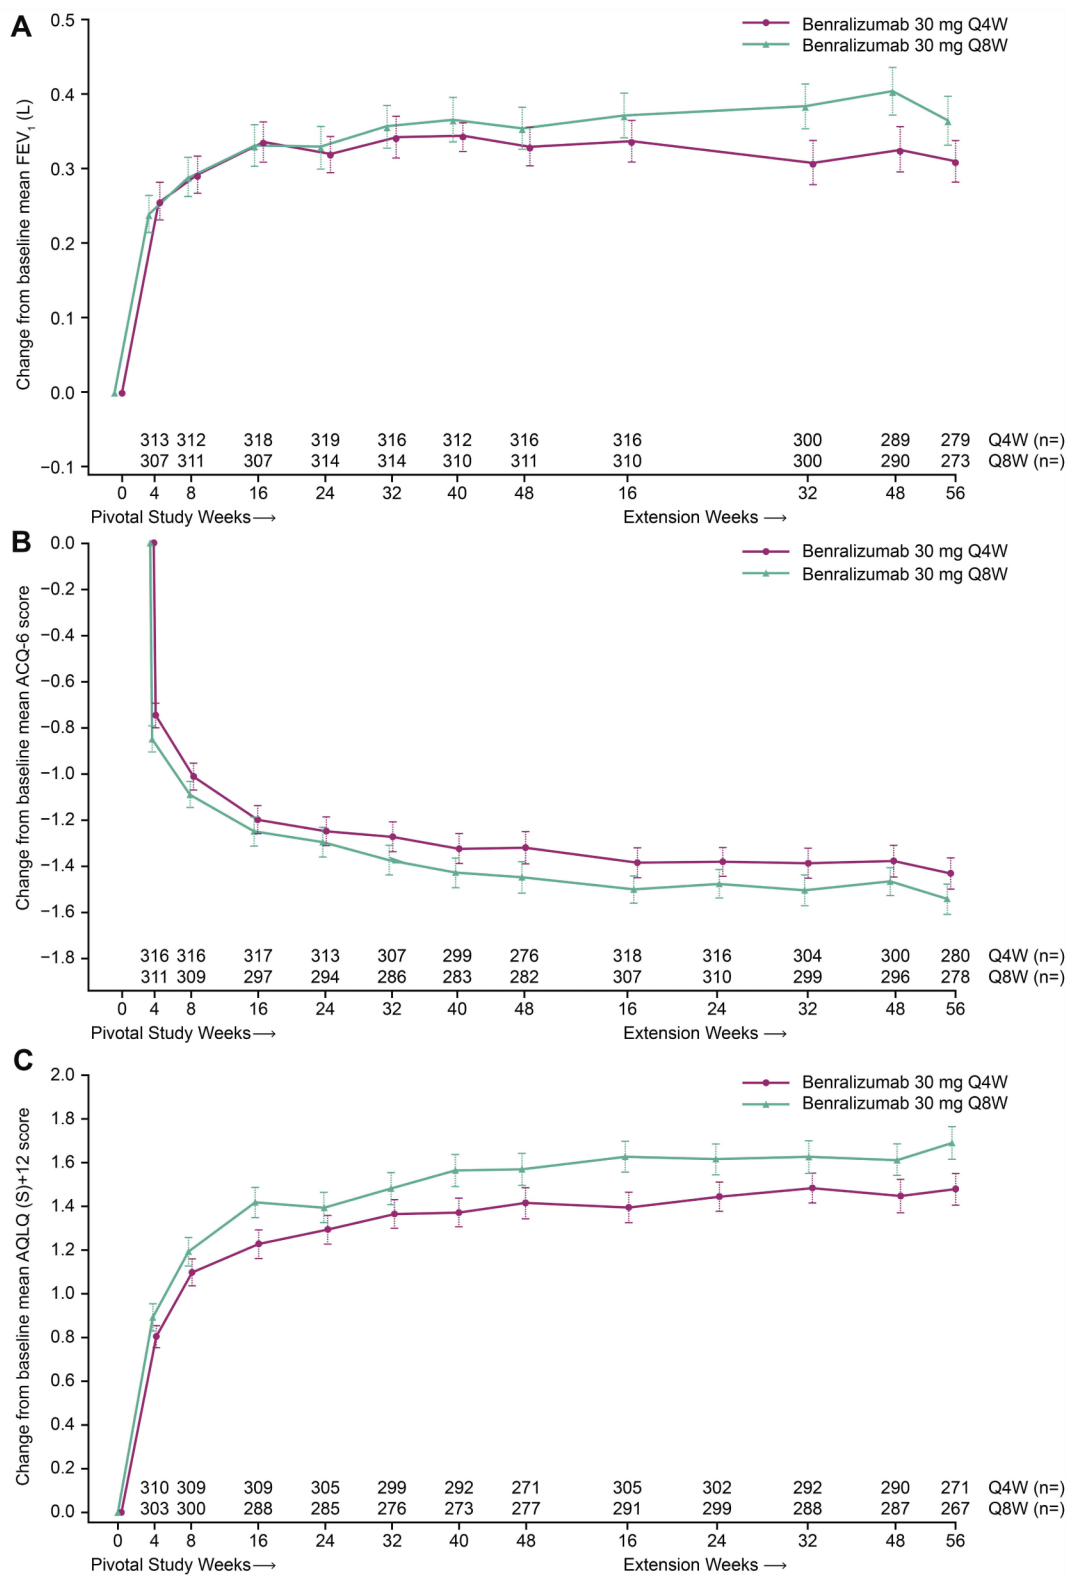 A
Benralizumab 30 mg Q4W
Benralizumab 30 mg Q8W
Change from baseline mean FEV₁ (L)
0.5
0.4
0.3
0.2
0.1
0.0
−0.1
313 312 318 319 316 312 316 316 300 289 279 Q4W (n=)
307 311 307 314 314 310 311 310 300 290 273 Q8W (n=)
0 4 8 16 24 32 40 48 16 32 48 56
Pivotal Study Weeks→ Extension Weeks →
B
Benralizumab 30 mg Q4W
Benralizumab 30 mg Q8W
Change from baseline mean ACQ-6 score
0.0
−0.2
−0.4
−0.6
−0.8
−1.0
−1.2
−1.4
−1.6
−1.8
316 316 317 313 307 299 276 318 316 304 300 280 Q4W (n=)
311 309 297 294 286 283 282 307 310 299 296 278 Q8W (n=)
0 4 8 16 24 32 40 48 16 24 32 48 56
Pivotal Study Weeks→ Extension Weeks →
C
Benralizumab 30 mg Q4W
Benralizumab 30 mg Q8W
Change from baseline mean AQLQ (S)+12 score
2.0
1.8
1.6
1.4
1.2
1.0
0.8
0.6
0.4
0.2
0.0
310 309 309 305 299 292 271 305 302 292 290 271 Q4W (n=)
303 300 288 285 276 273 277 291 299 288 287 267 Q8W (n=)
0 4 8 16 24 32 40 48 16 24 32 48 56
Pivotal Study Weeks→ Extension Weeks →